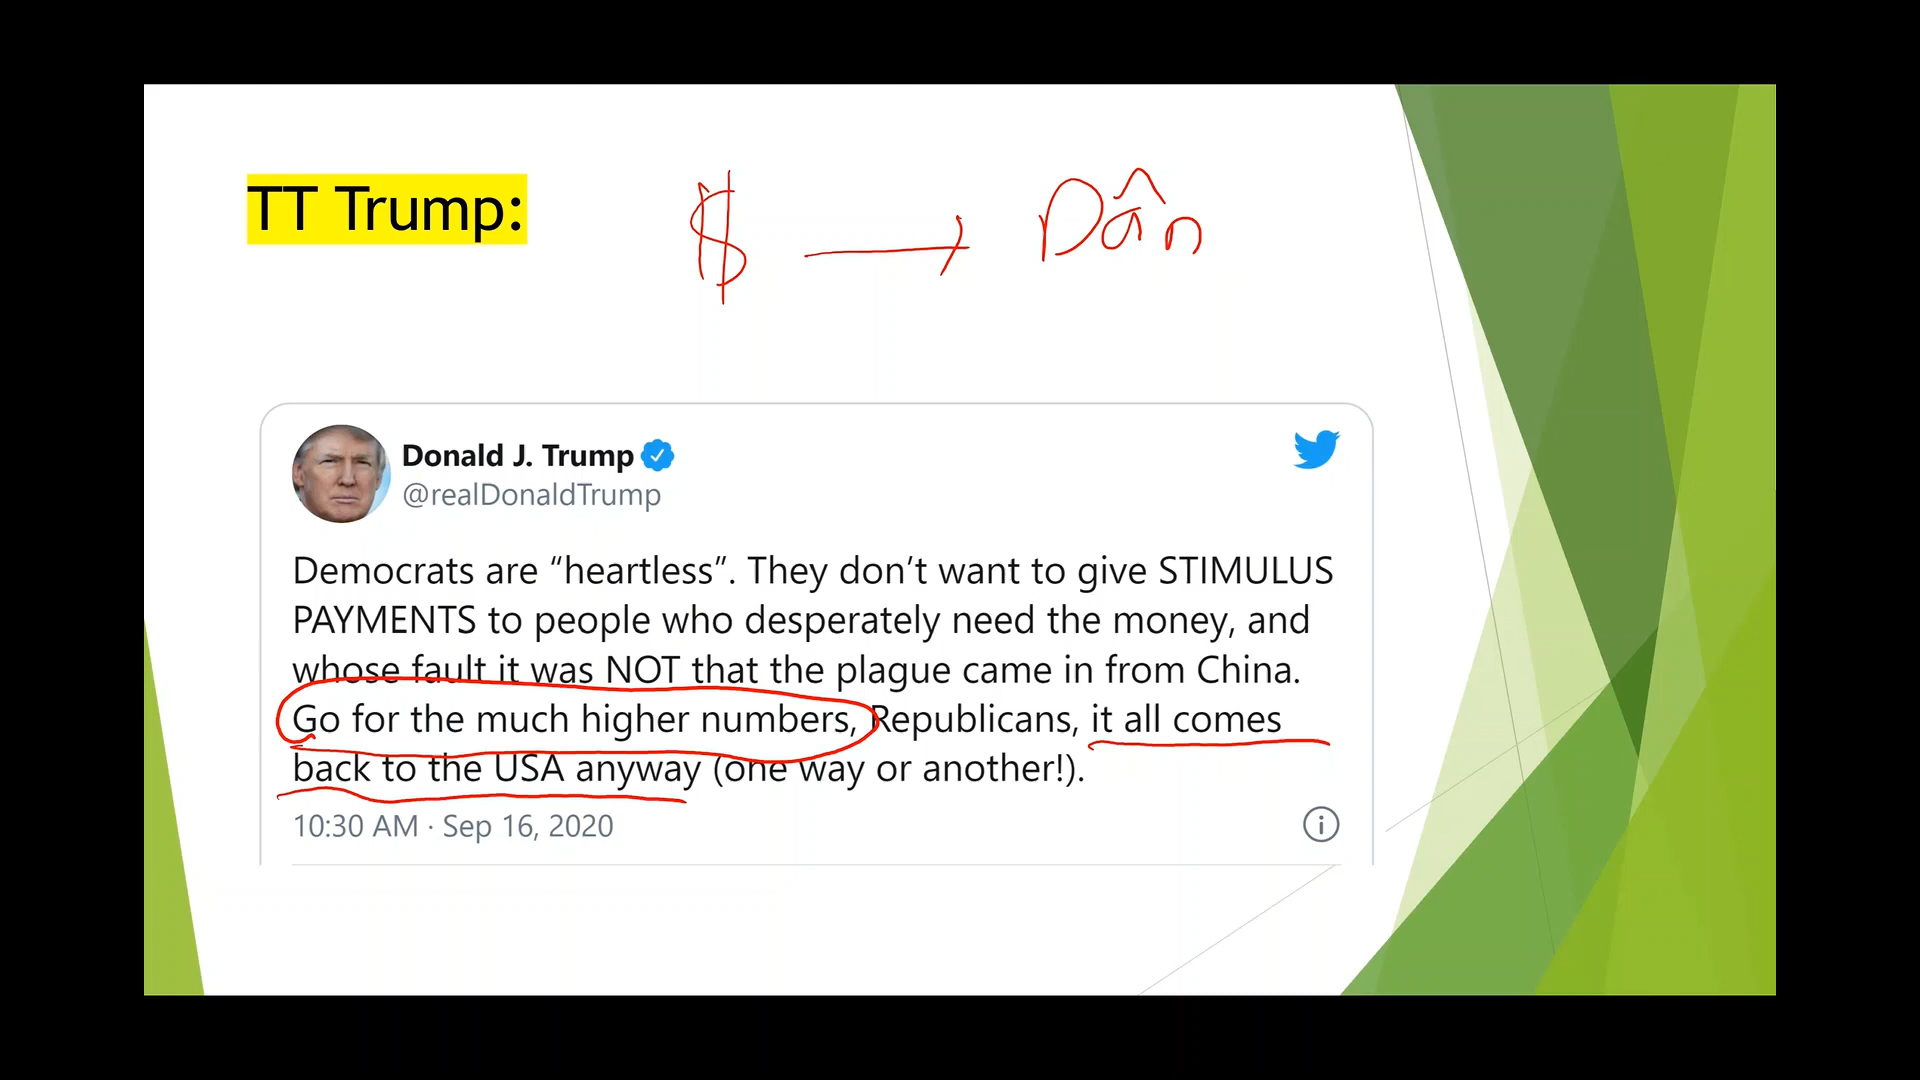 TT Trump:
$ → Dân
Donald J. Trump
@realDonaldTrump
Democrats are “heartless”. They don’t want to give STIMULUS
PAYMENTS to people who desperately need the money, and
whose fault it was NOT that the plague came in from China.
Go for the much higher numbers, Republicans, it all comes
back to the USA anyway (one way or another!).
10:30 AM · Sep 16, 2020